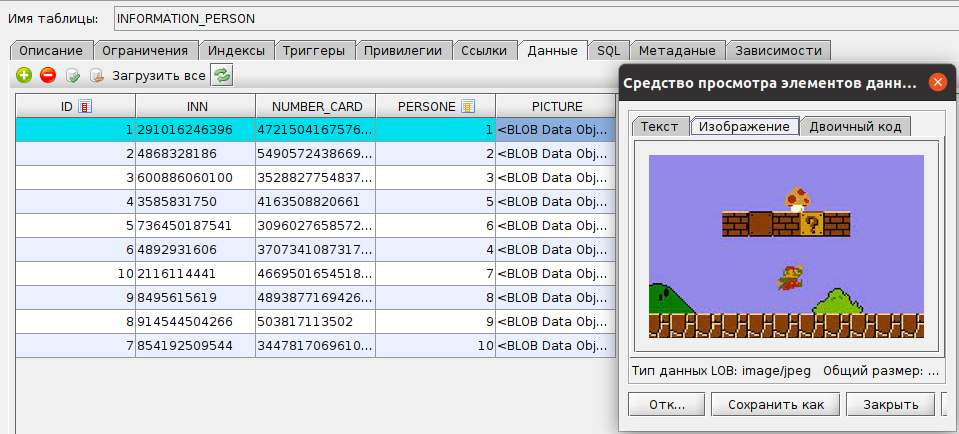 Имя таблицы: INFORMATION_PERSON
Описание Ограничения Индексы Триггеры Привилегии Ссылки Данные SQL Метаданые Зависимости
Загрузить все
ID INN NUMBER_CARD PERSONE PICTURE
1 291016246396 4721504167576... 1 <BLOB Data Obj...
2 4868328186 5490572438669... 2 <BLOB Data Obj...
3 600886060100 3528827754837... 3 <BLOB Data Obj...
4 3585831750 4163508820661 5 <BLOB Data Obj...
5 736450187541 3096027658572... 6 <BLOB Data Obj...
6 4892931606 3707341087317... 4 <BLOB Data Obj...
10 2116114441 4669501654518... 7 <BLOB Data Obj...
9 8495615619 4893877169426... 8 <BLOB Data Obj...
8 914544504266 503817113502 9 <BLOB Data Obj...
7 854192509544 3447817069610... 10 <BLOB Data Obj...
Средство просмотра элементов данн...
Текст Изображение Двоичный код
?
Тип данных LOB: image/jpeg Общий размер: ...
Отк... Сохранить как Закрыть